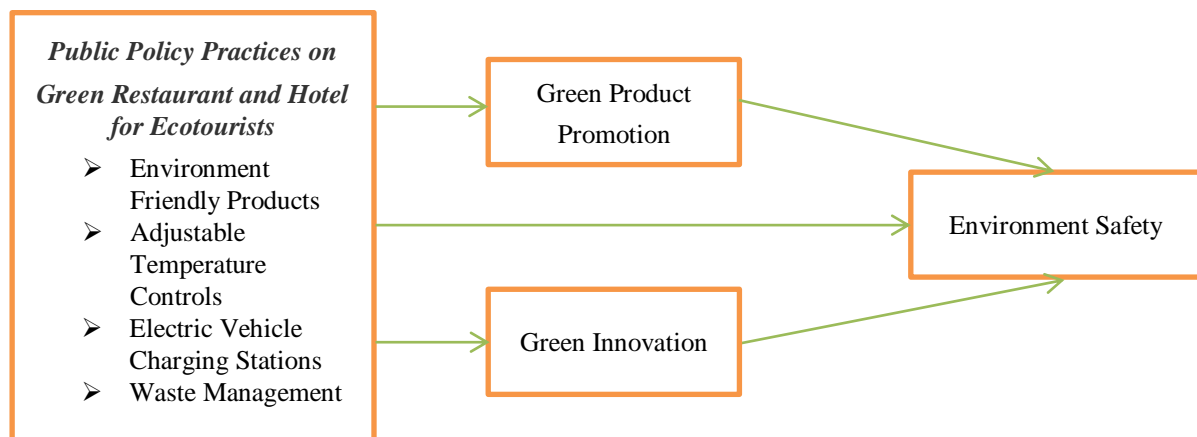 Public Policy Practices on
Green Restaurant and Hotel
for Ecotourists
➤ Environment
Friendly Products
➤ Adjustable
Temperature
Controls
➤ Electric Vehicle
Charging Stations
➤ Waste Management
Green Product
Promotion
Green Innovation
Environment Safety